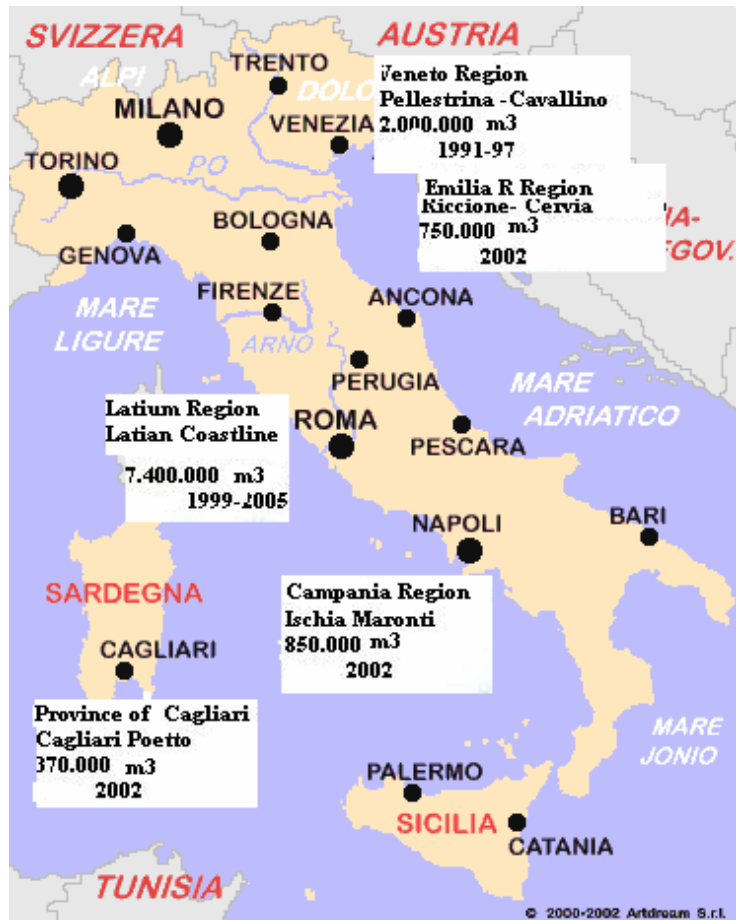 SVIZZERA
AUSTRIA
ALPI
TRENTO
DOLO
Veneto Region
Pellestrina -Cavallino
2.000.000 m3
1991-97
MILANO
VENEZIA
TORINO
PO
Emilia R Region
Riccione- Cervia
750.000 m3
2002
IA-
EGOV.
BOLOGNA
GENOVA
FIRENZE
ANCONA
MARE
LIGURE
ARNO
PERUGIA
MARE
ADRIATICO
Latium Region
Latian Coastline
7.400.000 m3
1999-2005
ROMA
PESCARA
NAPOLI
BARI
SARDEGNA
Campania Region
Ischia Maronti
850.000 m3
2002
CAGLIARI
Province of Cagliari
Cagliari Poetto
370.000 m3
2002
MARE
JONIO
PALERMO
SICILIA
CATANIA
TUNISIA
© 2000-2002 Artdream S.r.l.